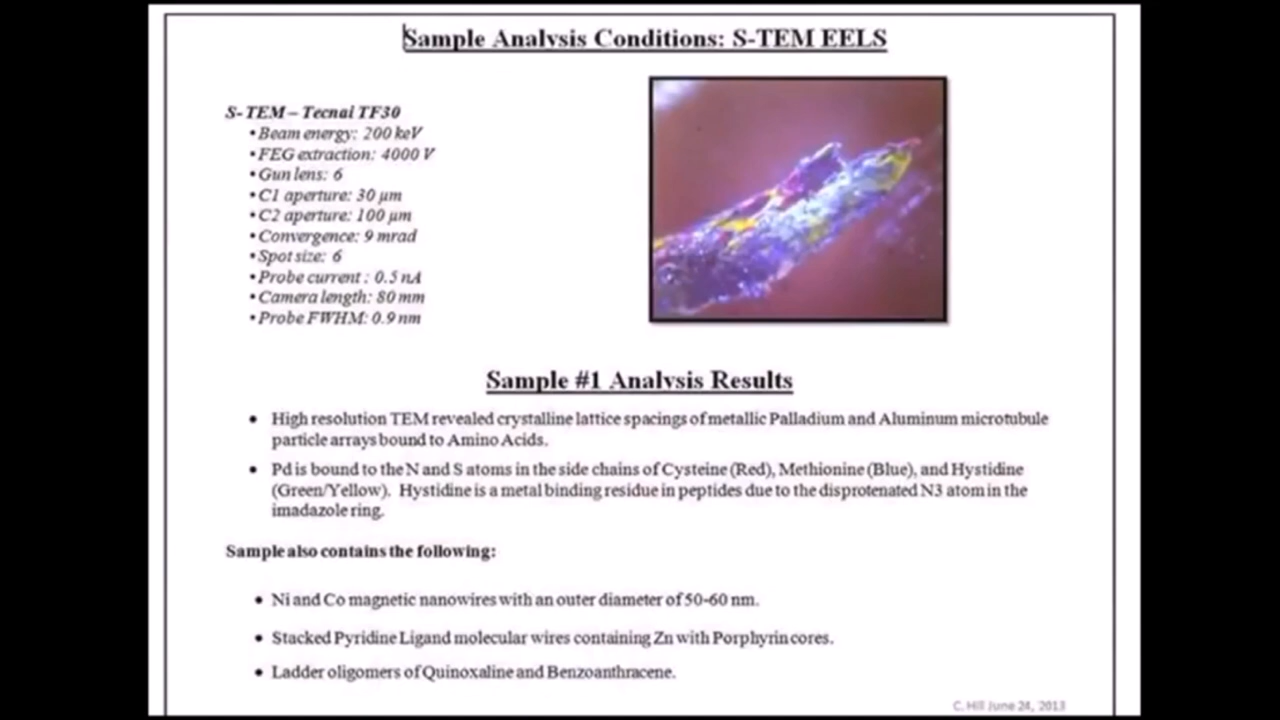 Sample Analysis Conditions: S-TEM EELS
S-TEM – Tecnal TF30
• Beam energy: 200 keV
• FEG extraction: 4000 V
• Gun lens: 6
• C1 aperture: 30 µm
• C2 aperture: 100 µm
• Convergence: 9 mrad
• Spot size: 6
• Probe current : 0.5 nA
• Camera length: 80 mm
• Probe FWHM: 0.9 nm
Sample #1 Analysis Results
• High resolution TEM revealed crystalline lattice spacings of metallic Palladium and Aluminum microtubule
particle arrays bound to Amino Acids.
• Pd is bound to the N and S atoms in the side chains of Cysteine (Red), Methionine (Blue), and Hystidine
(Green/Yellow). Hystidine is a metal binding residue in peptides due to the disprotenated N3 atom in the
imadazole ring.
Sample also contains the following:
• Ni and Co magnetic nanowires with an outer diameter of 50-60 nm.
• Stacked Pyridine Ligand molecular wires containing Zn with Porphyrin cores.
• Ladder oligomers of Quinoxaline and Benzoanthracene.
C. Hill June 24, 2013